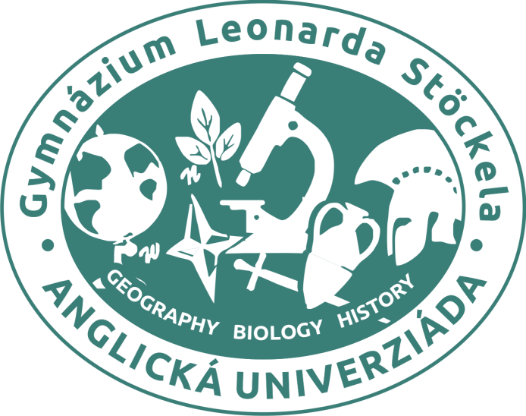 Gymnázium Leonarda Stöckela
GEOGRAPHY BIOLOGY HISTORY
• ANGLICKÁ UNIVERZIÁDA •